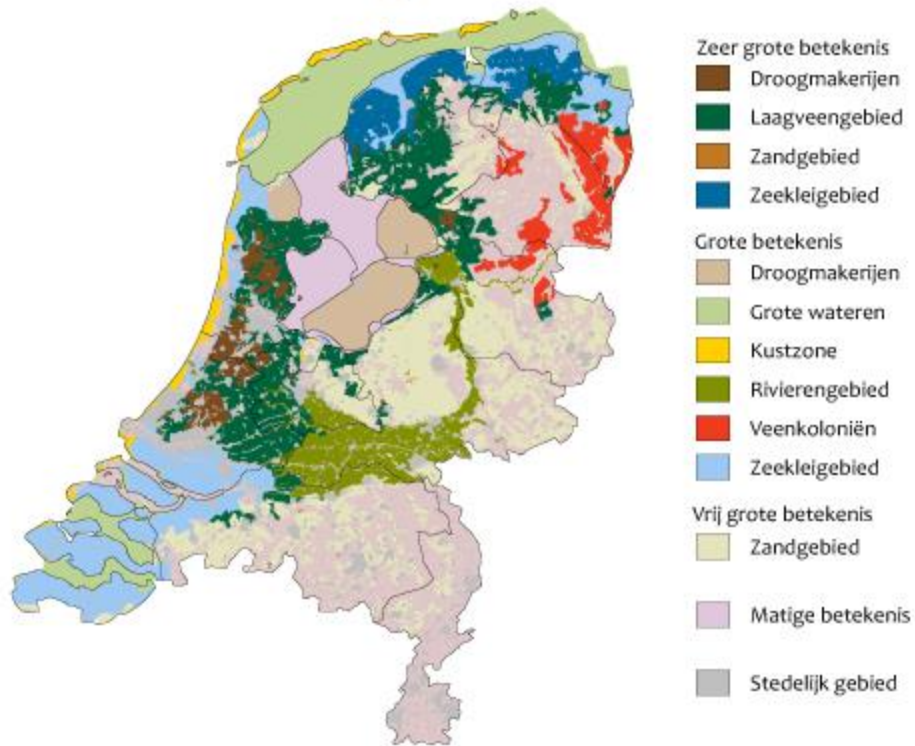 Zeer grote betekenis
Droogmakerijen
Laagveengebied
Zandgebied
Zeekleigebied
Grote betekenis
Droogmakerijen
Grote wateren
Kustzone
Rivierengebied
Veenkoloniën
Zeekleigebied
Vrij grote betekenis
Zandgebied
Matige betekenis
Stedelijk gebied